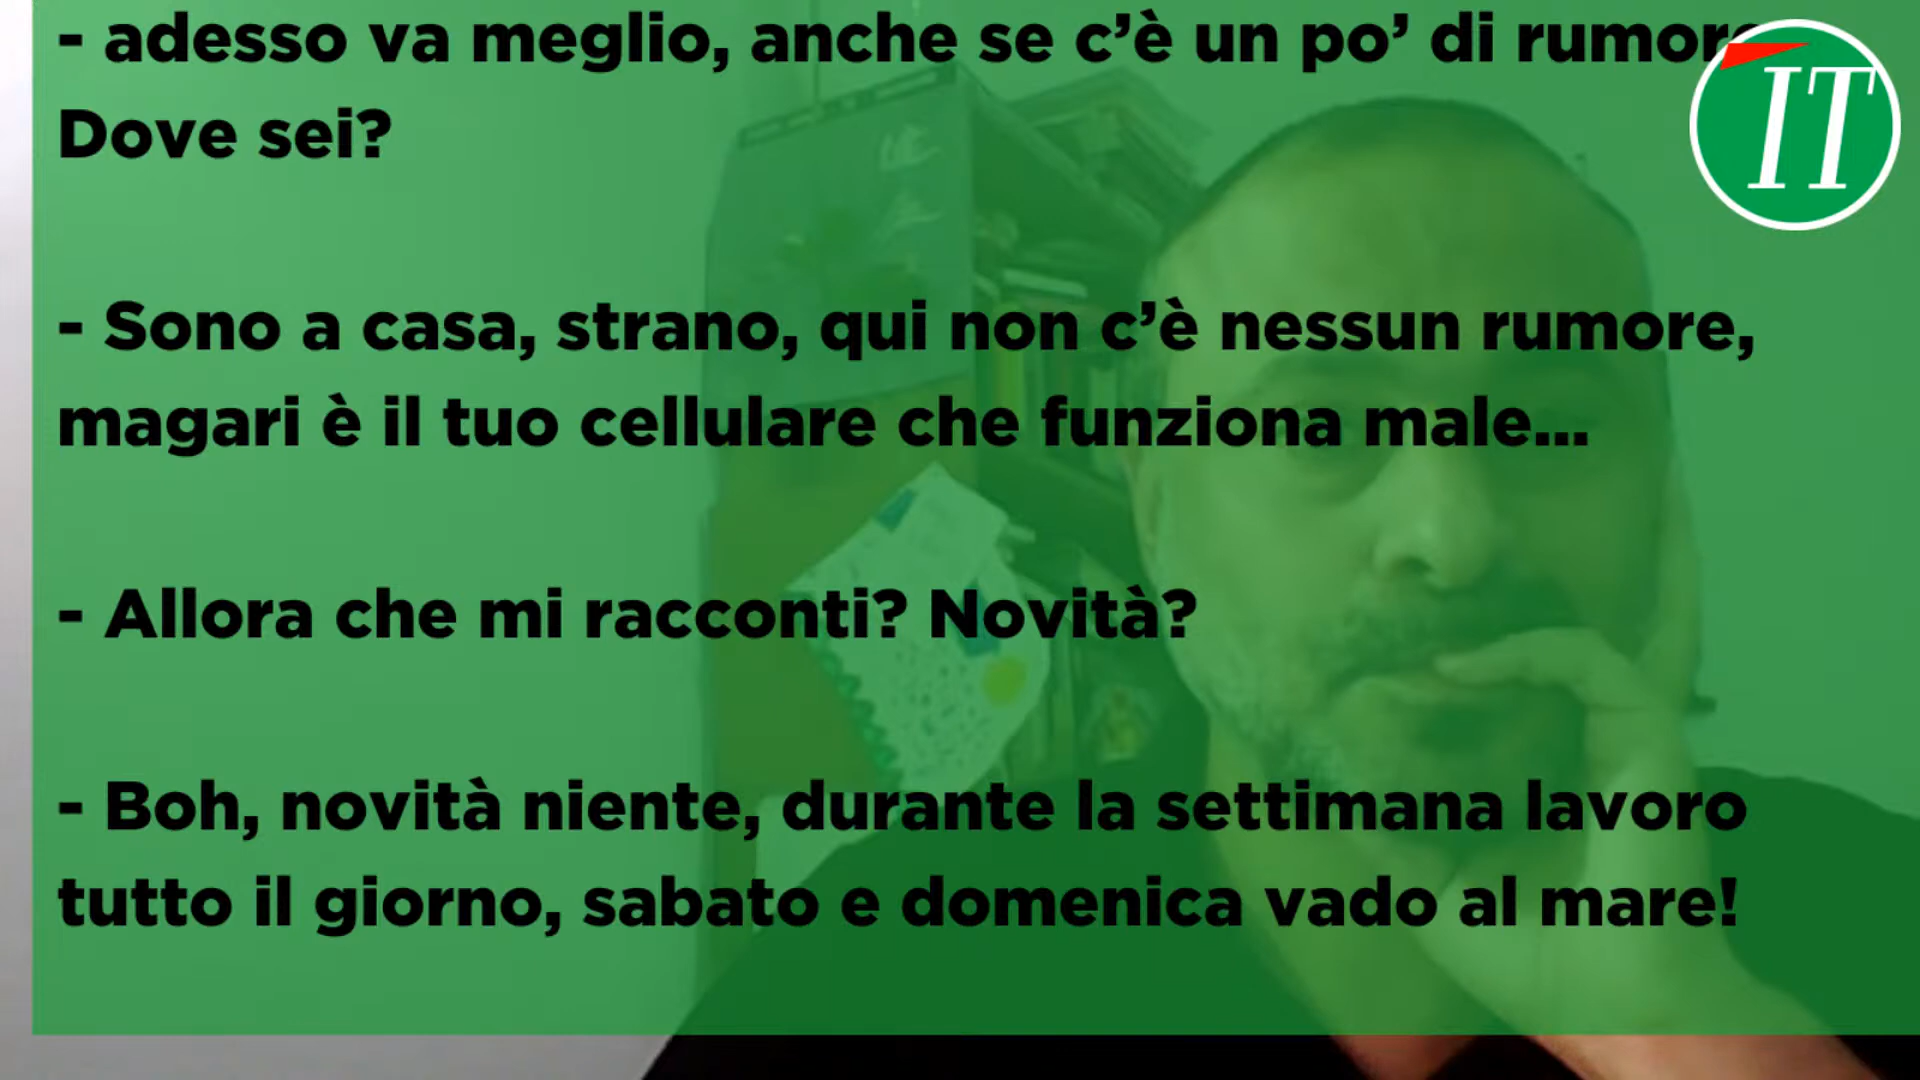 - adesso va meglio, anche se c’è un po’ di rumore
IT
Dove sei?
- Sono a casa, strano, qui non c’è nessun rumore,
magari è il tuo cellulare che funziona male...
- Allora che mi racconti? Novità?
- Boh, novità niente, durante la settimana lavoro
tutto il giorno, sabato e domenica vado al mare!